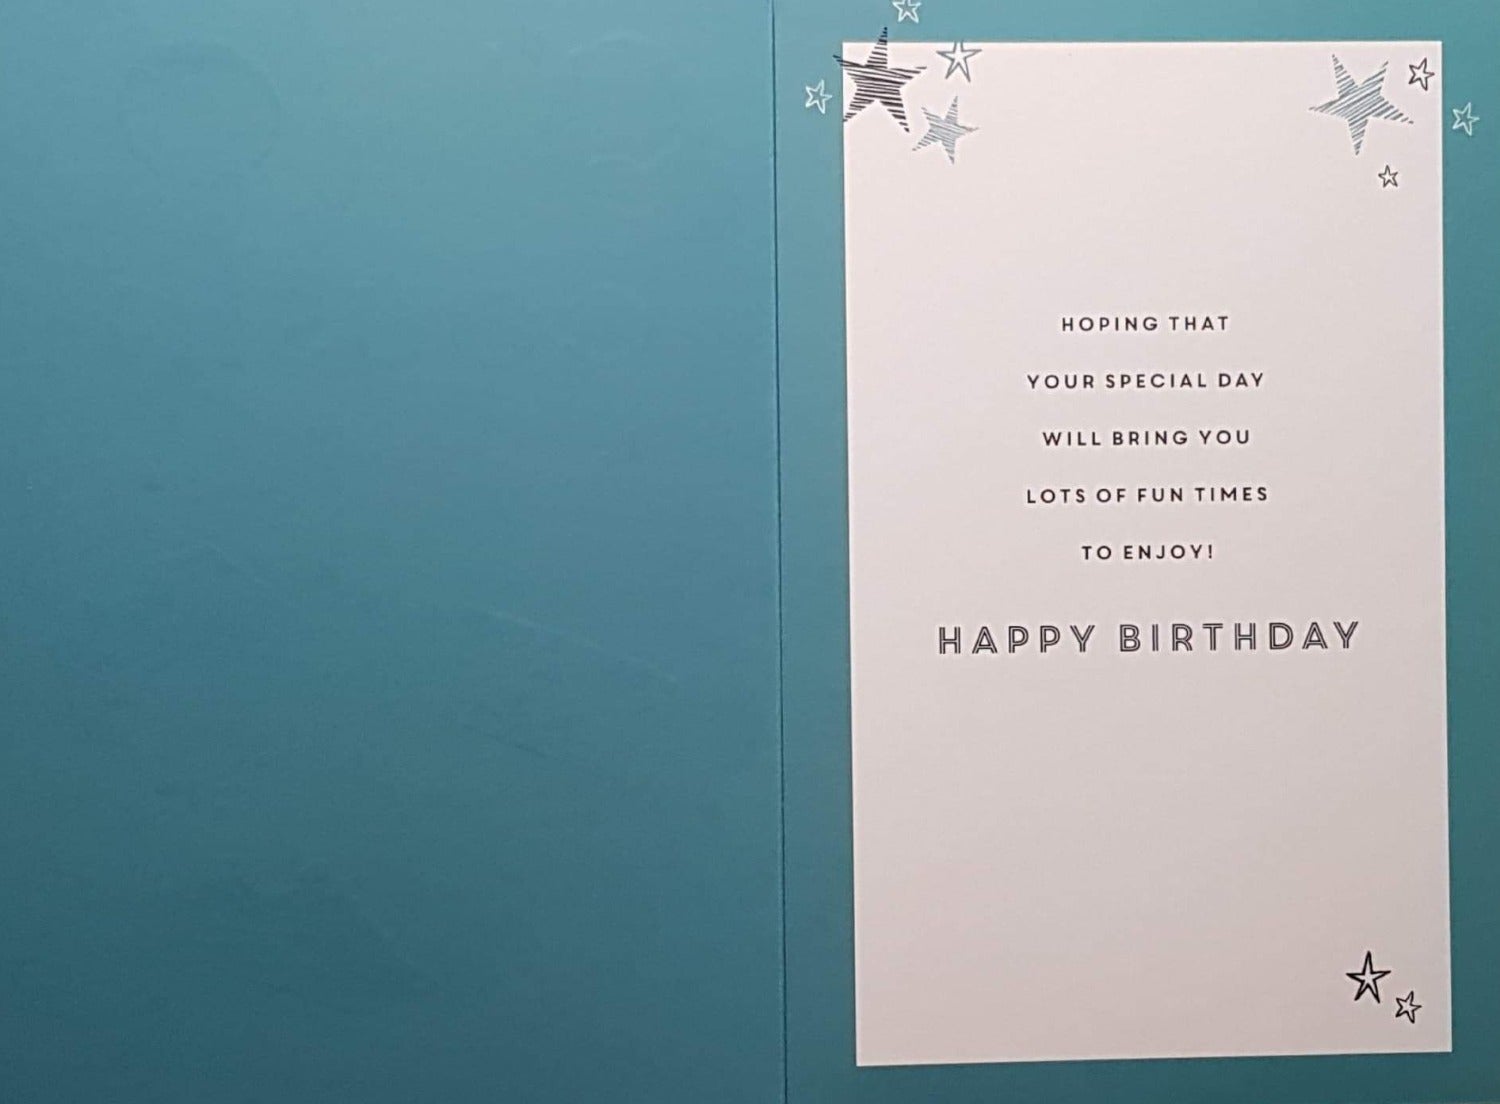 HOPING THAT
YOUR SPECIAL DAY
WILL BRING YOU
LOTS OF FUN TIMES
TO ENJOY!
HAPPY BIRTHDAY